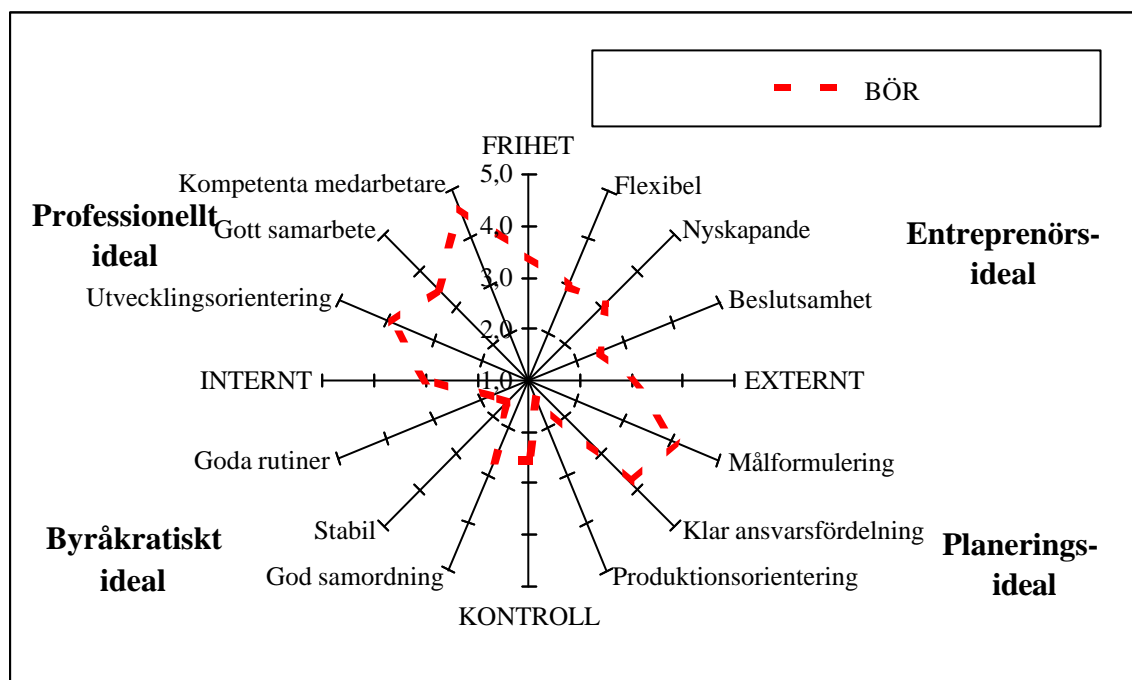 BÖR
FRIHET
5,0
Kompetenta medarbetare
Flexibel
Professionellt
ideal
4,0
Gott samarbete
Nyskapande
Entreprenörs-
ideal
3,0
Utvecklingsorientering
Beslutsamhet
2,0
INTERNT
1,0
EXTERNT
Goda rutiner
Målformulering
Byråkratiskt
ideal
Stabil
Klar ansvarsfördelning
Planerings-
ideal
God samordning
Produktionsorientering
KONTROLL